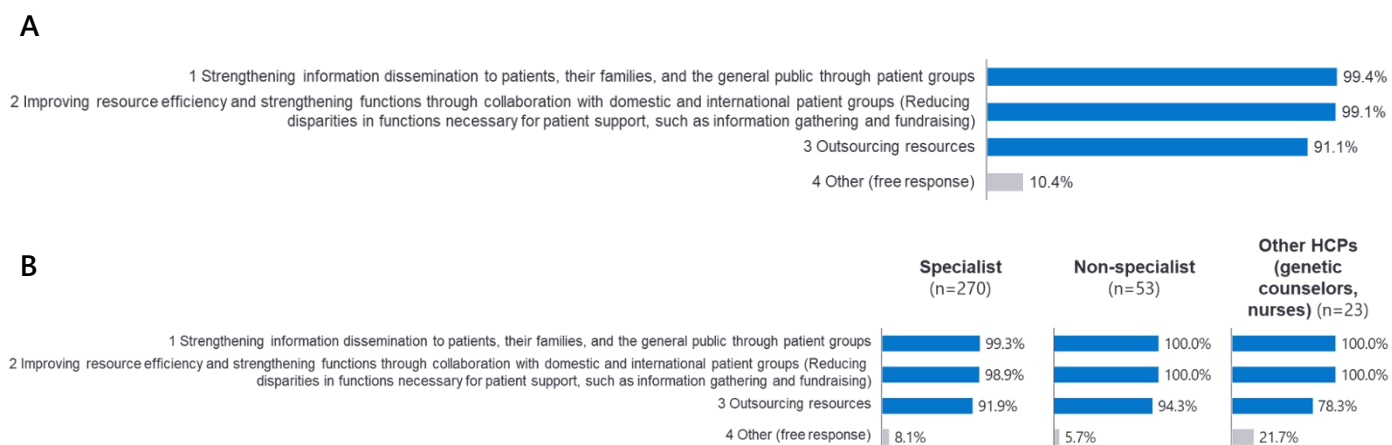 A
1 Strengthening information dissemination to patients, their families, and the general public through patient groups
99.4%
2 Improving resource efficiency and strengthening functions through collaboration with domestic and international patient groups (Reducing
disparities in functions necessary for patient support, such as information gathering and fundraising)
99.1%
3 Outsourcing resources
91.1%
4 Other (free response)
10.4%
B
Specialist
(n=270)
Non-specialist
(n=53)
Other HCPs
(genetic
counselors,
nurses) (n=23)
1 Strengthening information dissemination to patients, their families, and the general public through patient groups
99.3%
100.0%
100.0%
2 Improving resource efficiency and strengthening functions through collaboration with domestic and international patient groups (Reducing
disparities in functions necessary for patient support, such as information gathering and fundraising)
98.9%
100.0%
100.0%
3 Outsourcing resources
91.9%
94.3%
78.3%
4 Other (free response)
8.1%
5.7%
21.7%